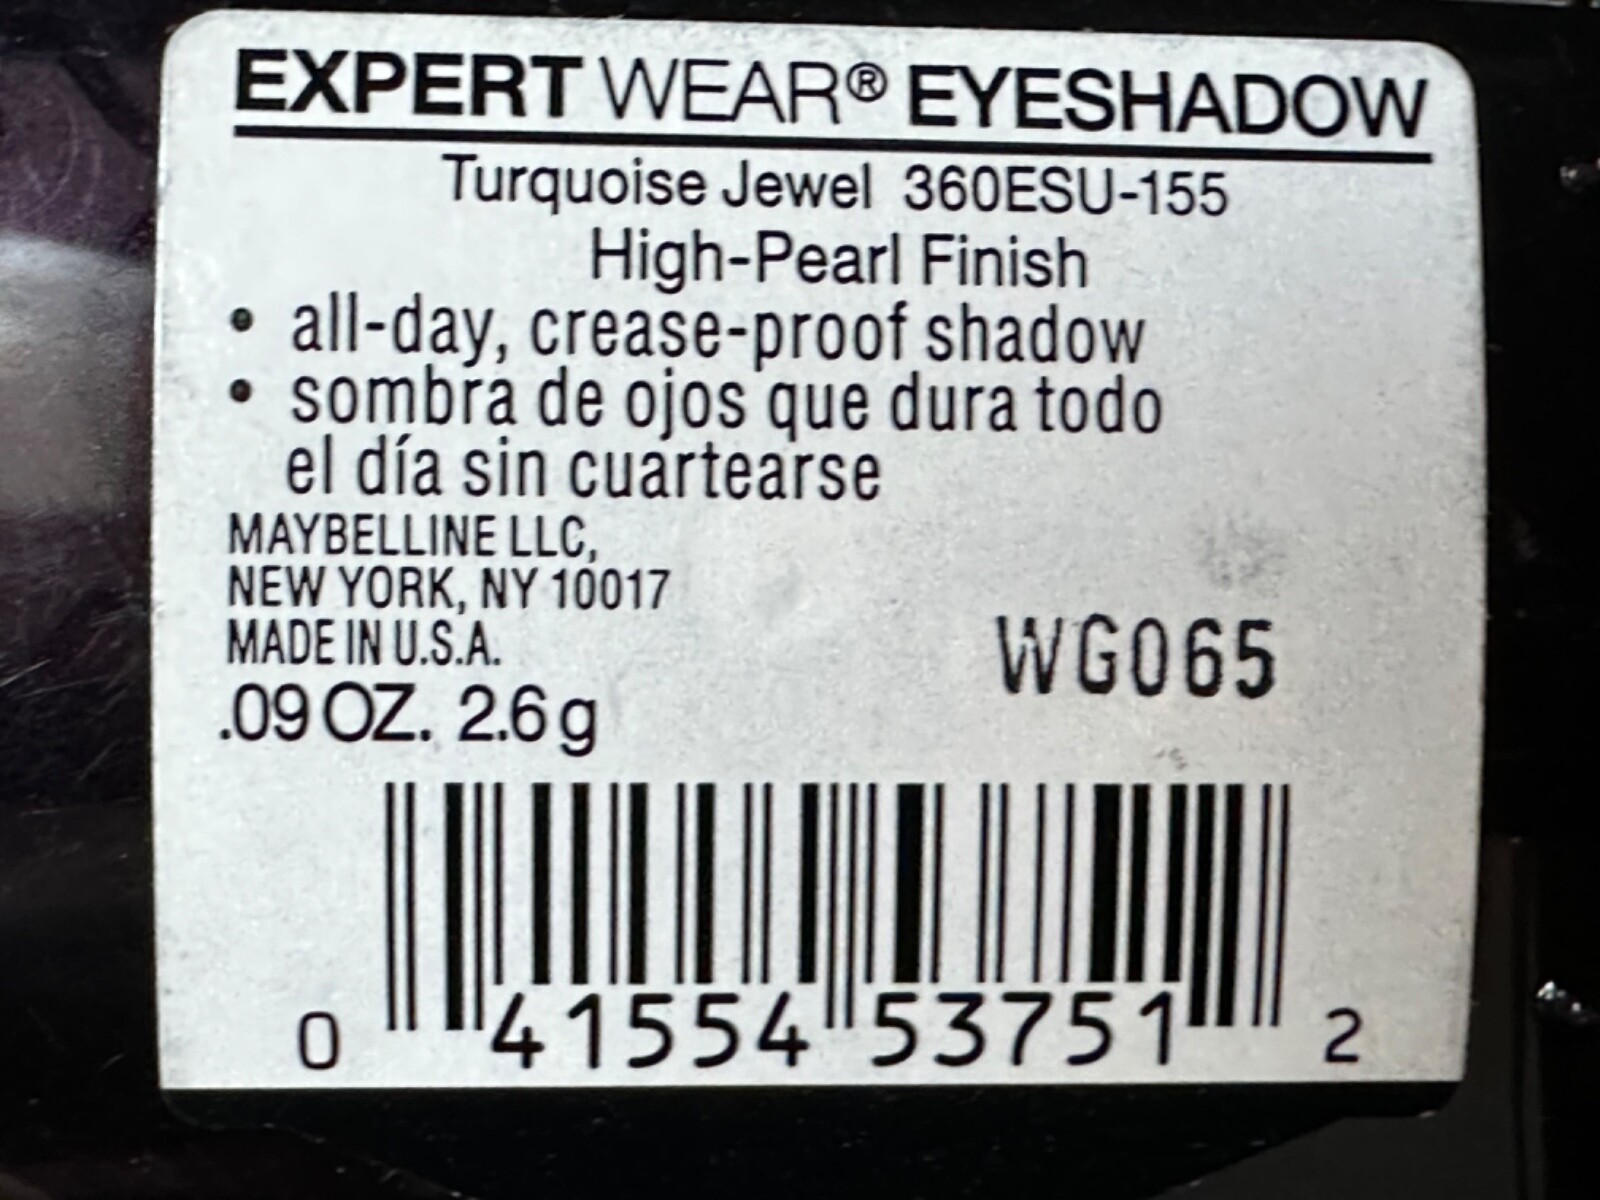 EXPERT WEAR® EYESHADOW
Turquoise Jewel 360ESU-155
High-Pearl Finish
• all-day, crease-proof shadow
• sombra de ojos que dura todo
el día sin cuartearse
MAYBELLINE LLC,
NEW YORK, NY 10017
MADE IN U.S.A.
.09 OZ. 2.6 g
WG065
0 41554 53751 2